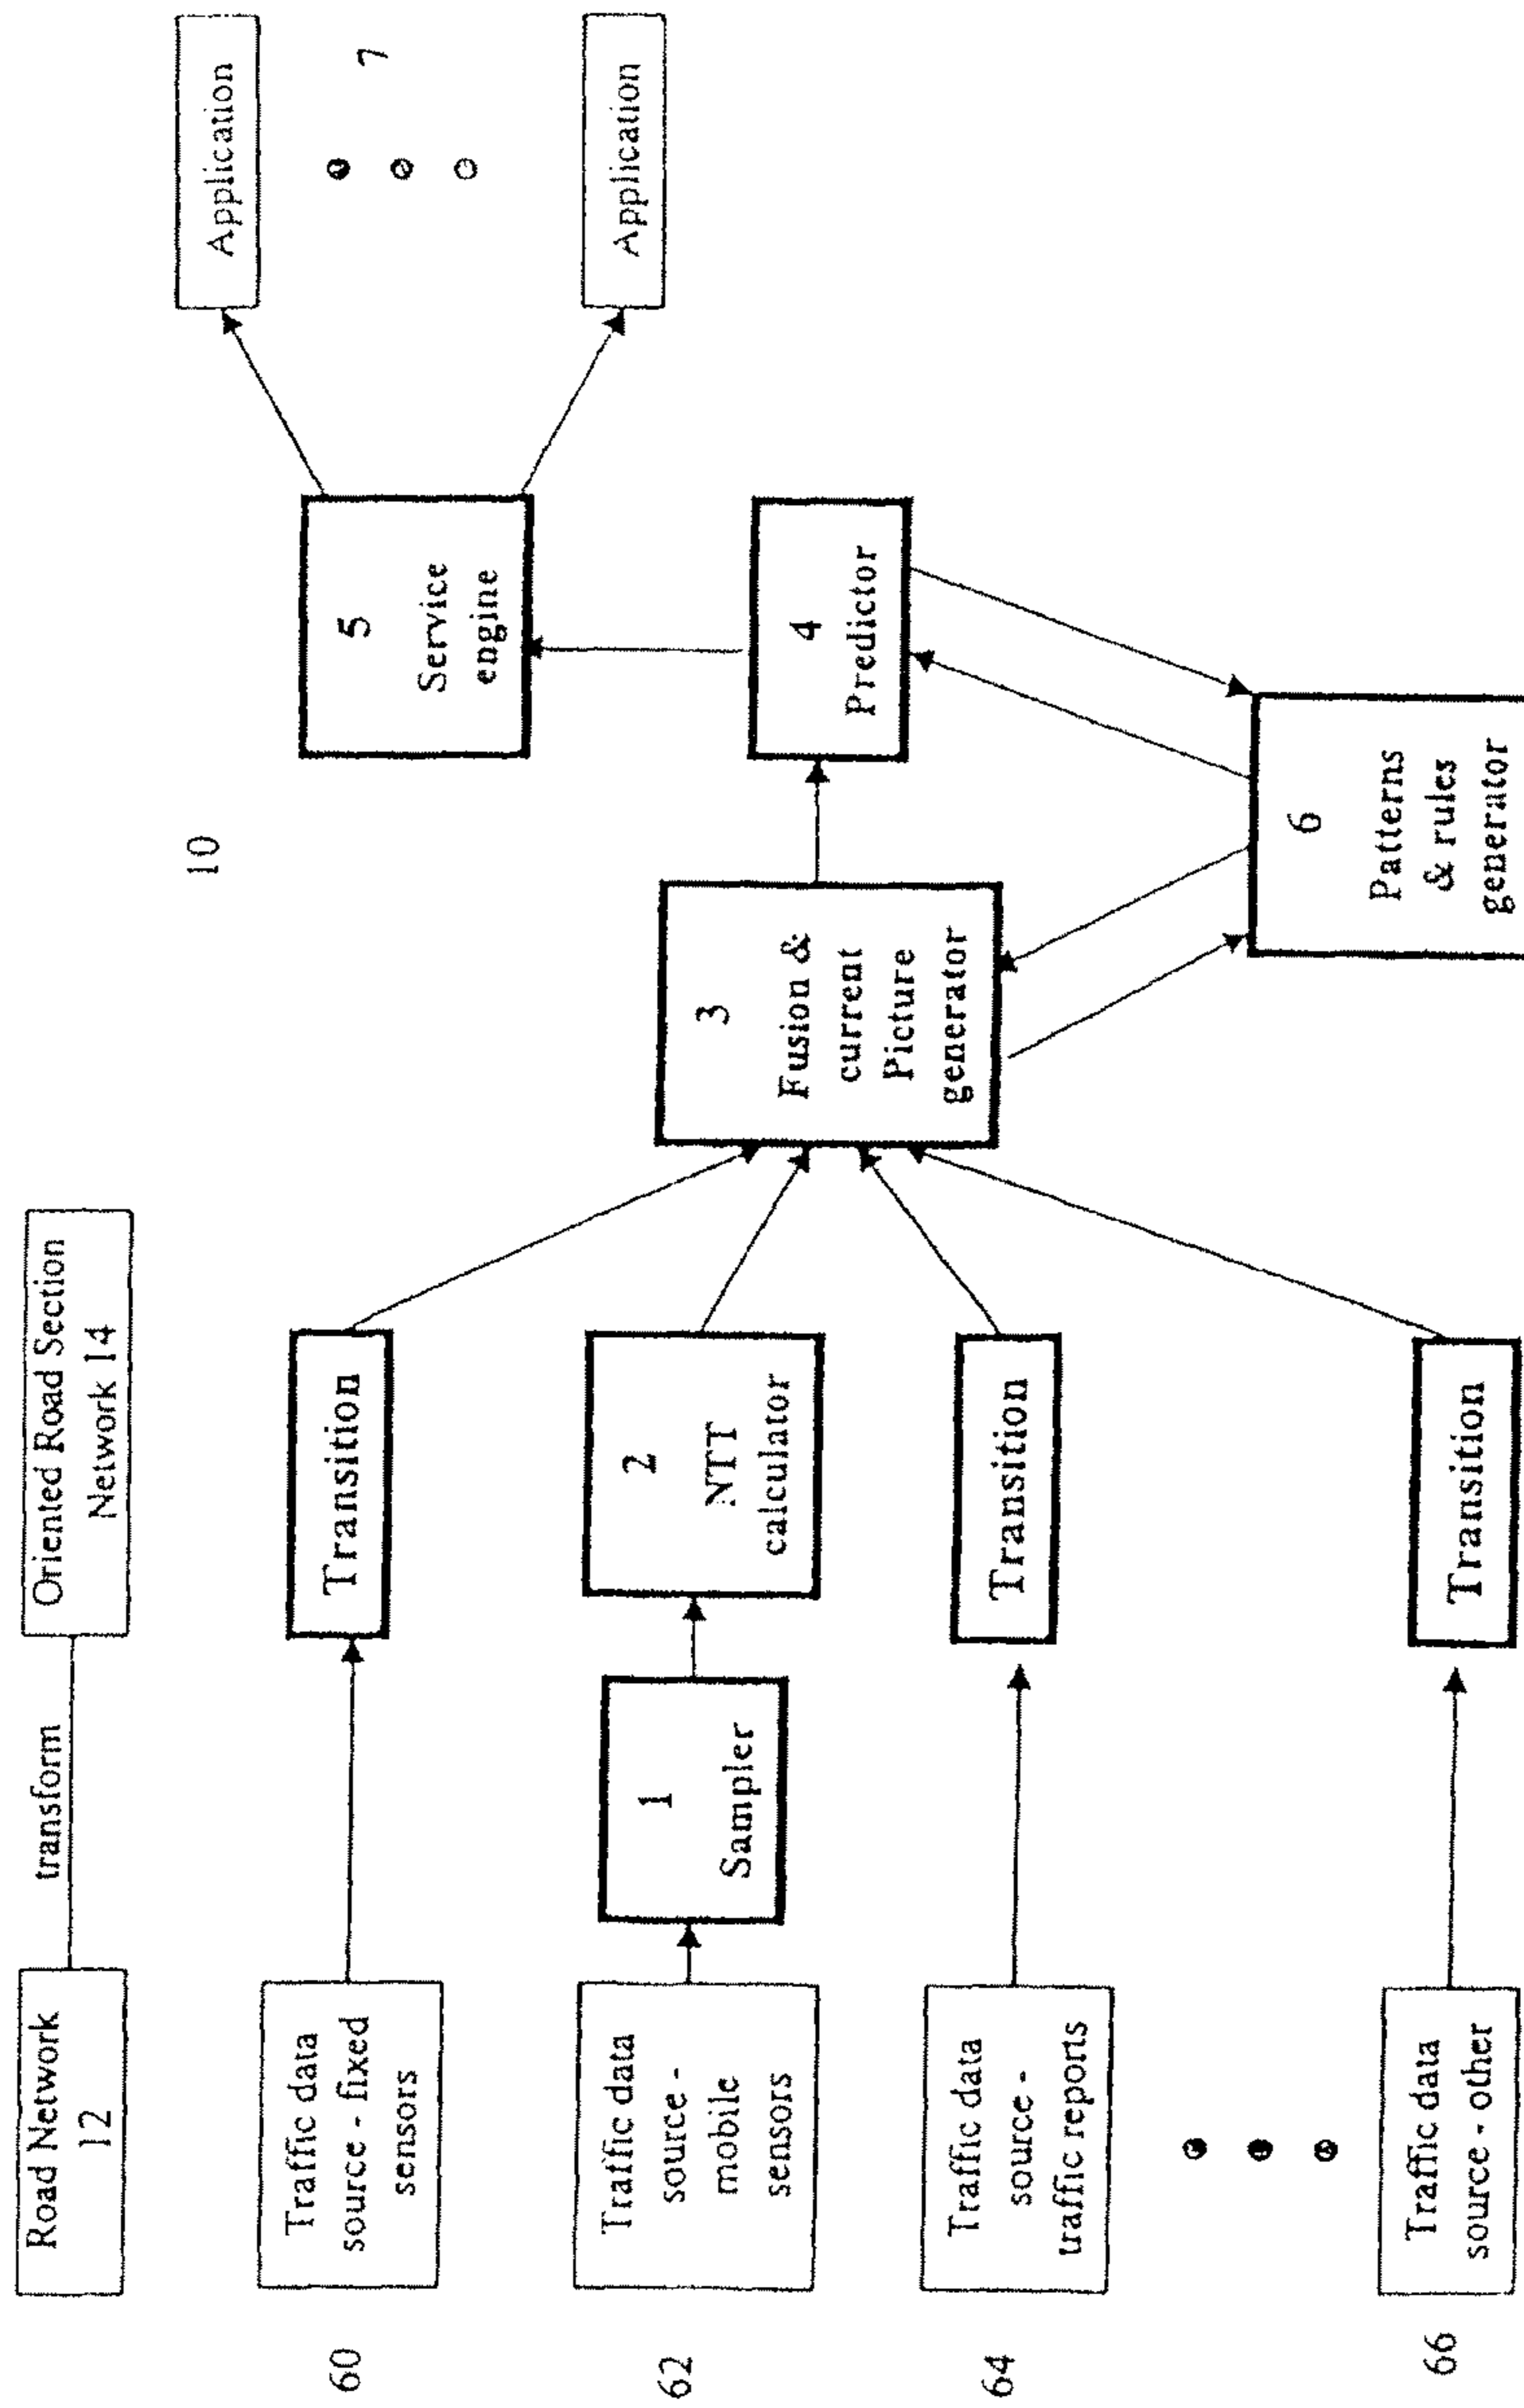 Road Network
12
transform
Oriented Road Section
Network 14
10
60
Traffic data
source - fixed
sensors
Transition
62
Traffic data
source -
mobile
sensors
1
Sampler
2
NTT
calculator
64
Traffic data
source -
traffic reports
Transition
66
Traffic data
source - other
Transition
3
Fusion &
current
Picture
generator
4
Predictor
5
Service
engine
6
Patterns
& rules
generator
Application
7
Application